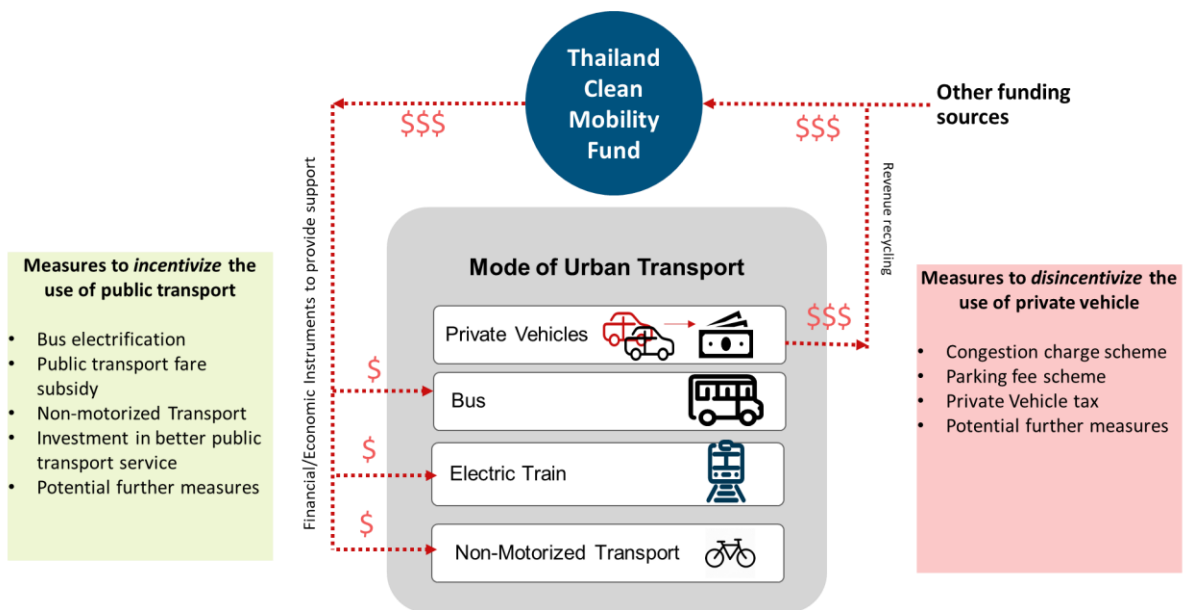 Thailand
Clean
Mobility
Fund
$$$
$$$
Other funding
sources
Financial/Economic Instruments to provide support
Revenue recycling
Measures to incentivize the
use of public transport
• Bus electrification
• Public transport fare
subsidy
• Non-motorized Transport
• Investment in better public
transport service
• Potential further measures
Mode of Urban Transport
Private Vehicles
$$$
$
Bus
$
Electric Train
$
Non-Motorized Transport
Measures to disincentivize the
use of private vehicle
• Congestion charge scheme
• Parking fee scheme
• Private Vehicle tax
• Potential further measures